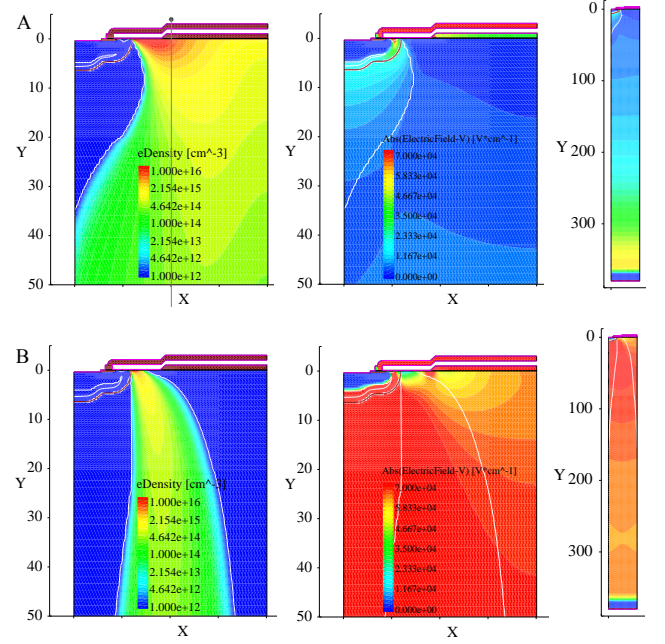 A
0
10
20
Y
30
40
50
X
eDensity [cm^-3]
1.000e+16
2.154e+15
4.642e+14
1.000e+14
2.154e+13
4.642e+12
1.000e+12
0
10
20
Y
30
40
50
X
Abs(ElectricField-V) [V*cm^-1]
7.000e+04
5.833e+04
4.667e+04
3.500e+04
2.333e+04
1.167e+04
0.000e+00
0
100
Y
200
300
B
0
10
20
Y
30
40
50
X
eDensity [cm^-3]
1.000e+16
2.154e+15
4.642e+14
1.000e+14
2.154e+13
4.642e+12
1.000e+12
0
10
20
Y
30
40
50
X
Abs(ElectricField-V) [V*cm^-1]
7.000e+04
5.833e+04
4.667e+04
3.500e+04
2.333e+04
1.167e+04
0.000e+00
0
100
Y
200
300